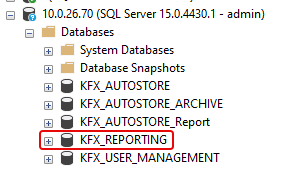 10.0.26.70 (SQL Server 15.0.4430.1 - admin)
Databases
System Databases
Database Snapshots
KFX_AUTOSTORE
KFX_AUTOSTORE_ARCHIVE
KFX_AUTOSTORE_Report
KFX_REPORTING
KFX_USER_MANAGEMENT